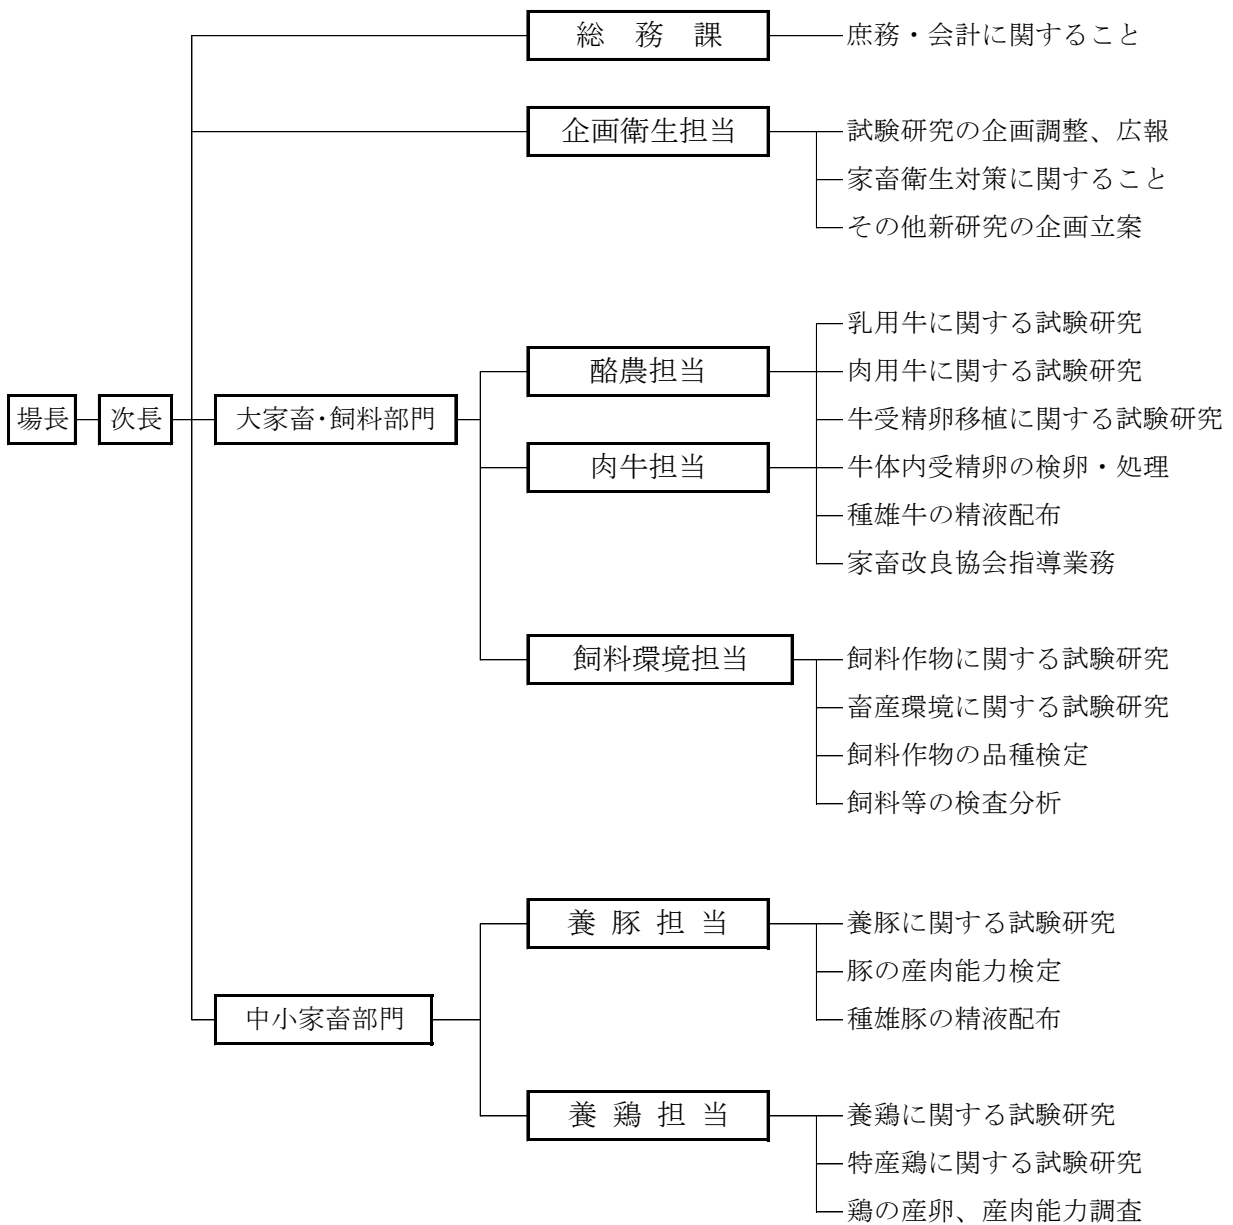 総　務　課
庶務・会計に関すること
企画衛生担当
試験研究の企画調整、広報
家畜衛生対策に関すること
その他新研究の企画立案
乳用牛に関する試験研究
酪農担当
肉用牛に関する試験研究
場長
次長
大家畜・飼料部門
牛受精卵移植に関する試験研究
肉牛担当
牛体内受精卵の検卵・処理
種雄牛の精液配布
家畜改良協会指導業務
飼料環境担当
飼料作物に関する試験研究
畜産環境に関する試験研究
飼料作物の品種検定
飼料等の検査分析
養 豚 担 当
養豚に関する試験研究
豚の産肉能力検定
中小家畜部門
種雄豚の精液配布
養 鶏 担 当
養鶏に関する試験研究
特産鶏に関する試験研究
鶏の産卵、産肉能力調査